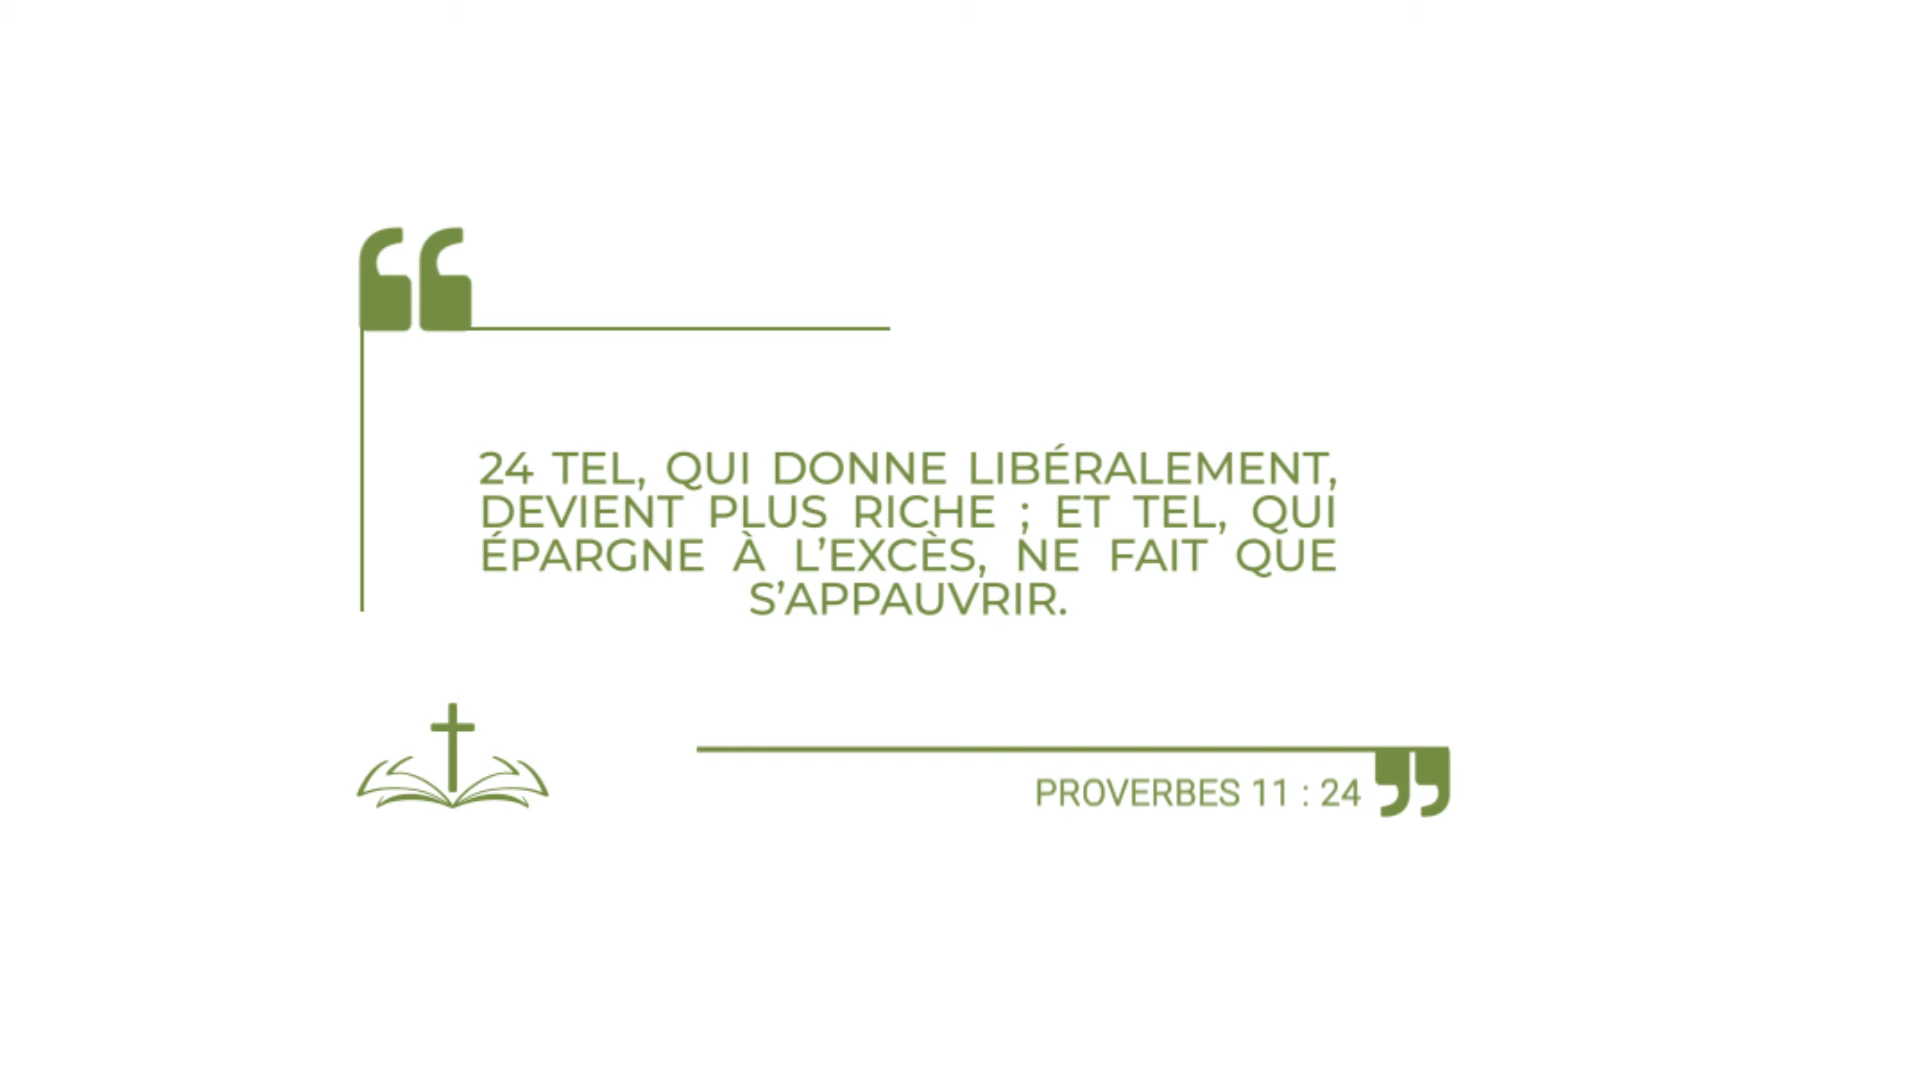 24 TEL, QUI DONNE LIBÉRALEMENT,
DEVIENT PLUS RICHE ; ET TEL, QUI
ÉPARGNE À L’EXCÈS, NE FAIT QUE
S’APPAUVRIR.
PROVERBES 11 : 24